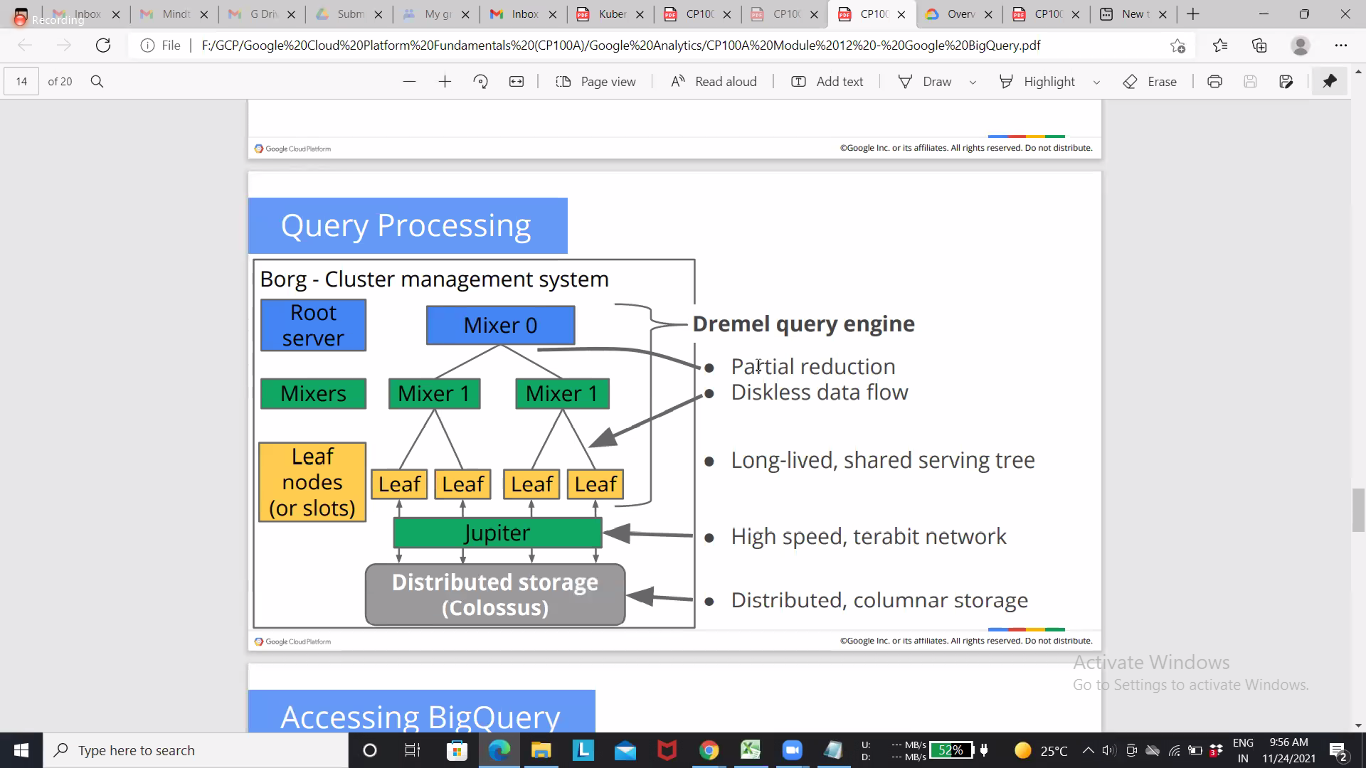 Recording
Inbox
Mindt
G Driv
Subm
My gr
Inbox
Kuber
CP100
CP100
CP100
Overv
CP100
New t
File
F:/GCP/Google%20Cloud%20Platform%20Fundamentals%20(CP100A)/Google%20Analytics/CP100A%20Module%2012%20-%20Google%20BigQuery.pdf
14 of 20
Page view
Read aloud
Add text
Draw
Highlight
Erase
Google Cloud Platform
©Google Inc. or its affiliates. All rights reserved. Do not distribute.
Query Processing
Borg - Cluster management system
Root
server
Mixer 0
Dremel query engine
• Partial reduction
• Diskless data flow
Mixers
Mixer 1
Mixer 1
Leaf
nodes
(or slots)
• Long-lived, shared serving tree
Leaf
Leaf
Leaf
Leaf
Jupiter
• High speed, terabit network
Distributed storage
(Colossus)
• Distributed, columnar storage
Google Cloud Platform
©Google Inc. or its affiliates. All rights reserved. Do not distribute.
Activate Windows
Go to Settings to activate Windows.
Accessing BigQuery
Type here to search
U: --- MB/s
D: --- MB/s
52%
25°C
ENG
IN
9:56 AM
11/24/2021
2